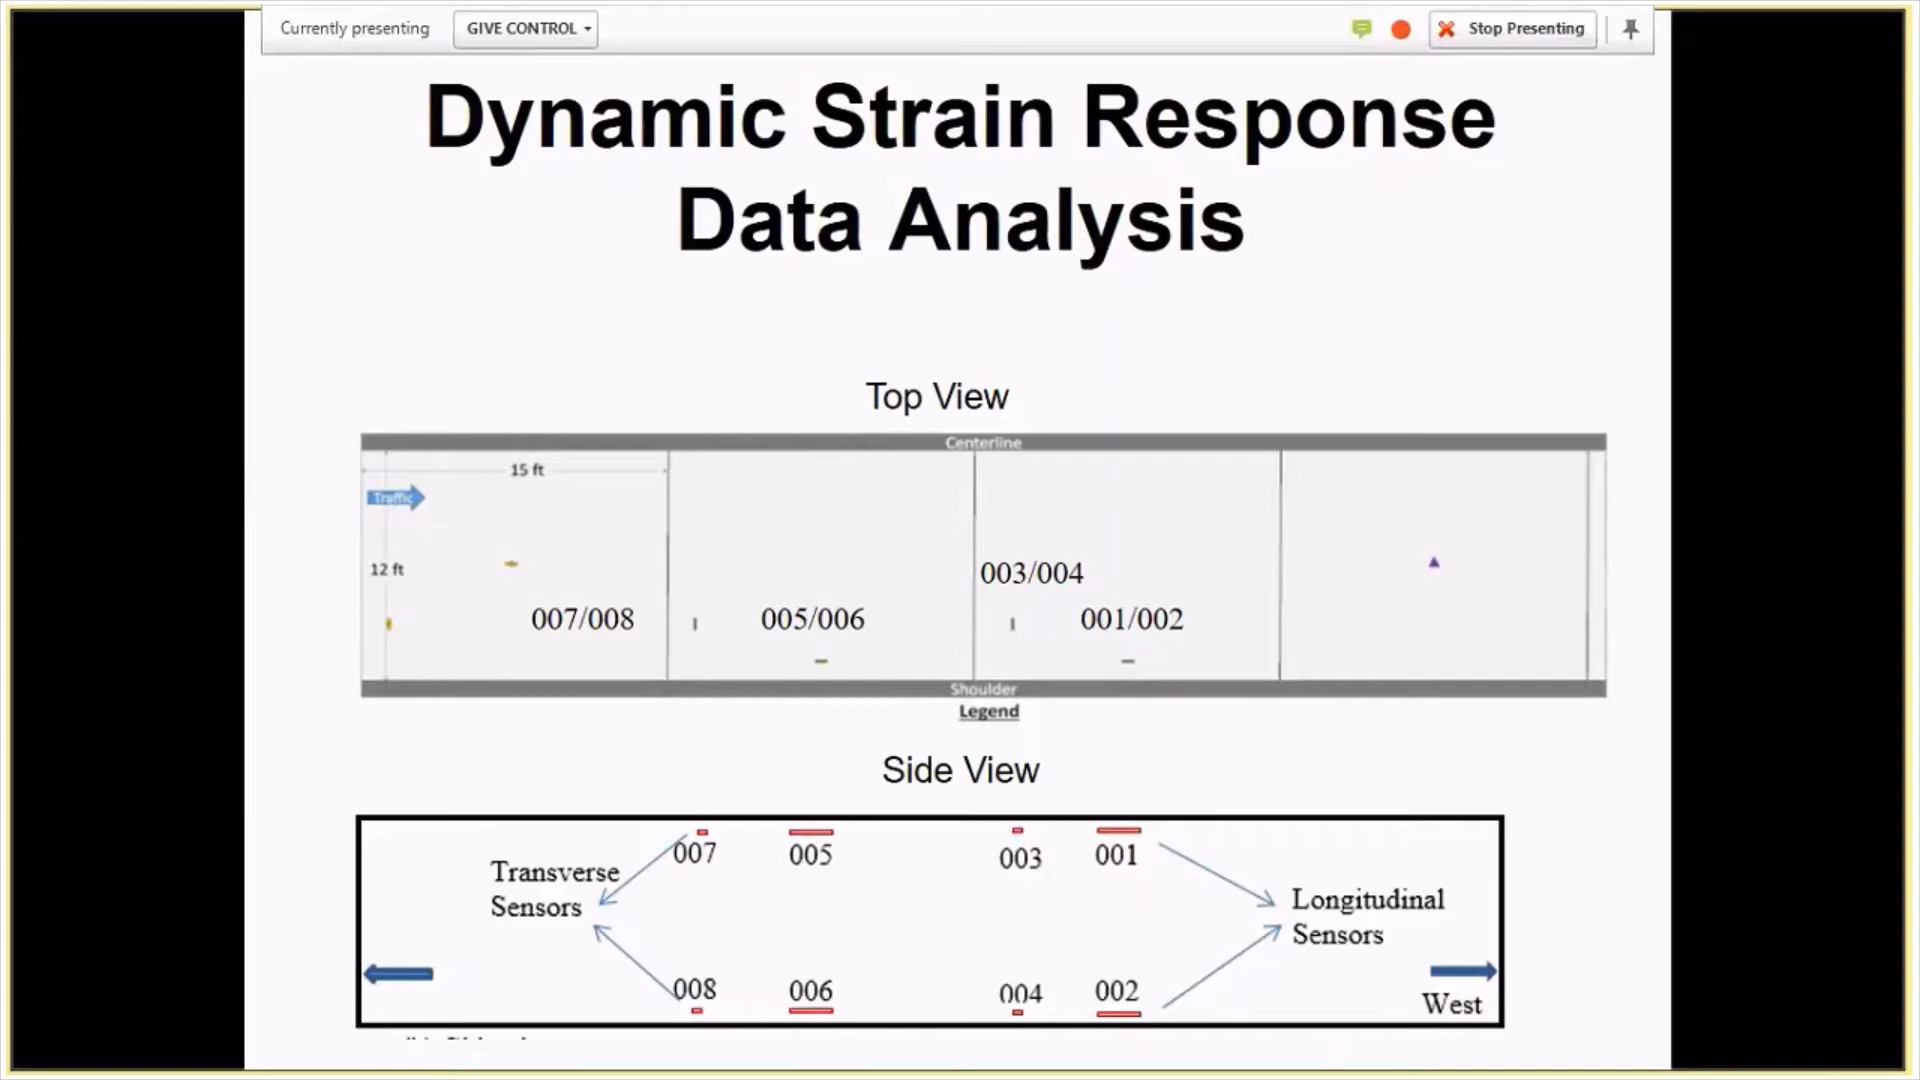 Currently presenting
GIVE CONTROL
Stop Presenting
Dynamic Strain Response
Data Analysis
Top View
Centerline
15 ft
Traffic
12 ft
003/004
007/008
005/006
001/002
Shoulder
Legend
Side View
007
005
003
001
Transverse
Sensors
Longitudinal
Sensors
008
006
004
002
West